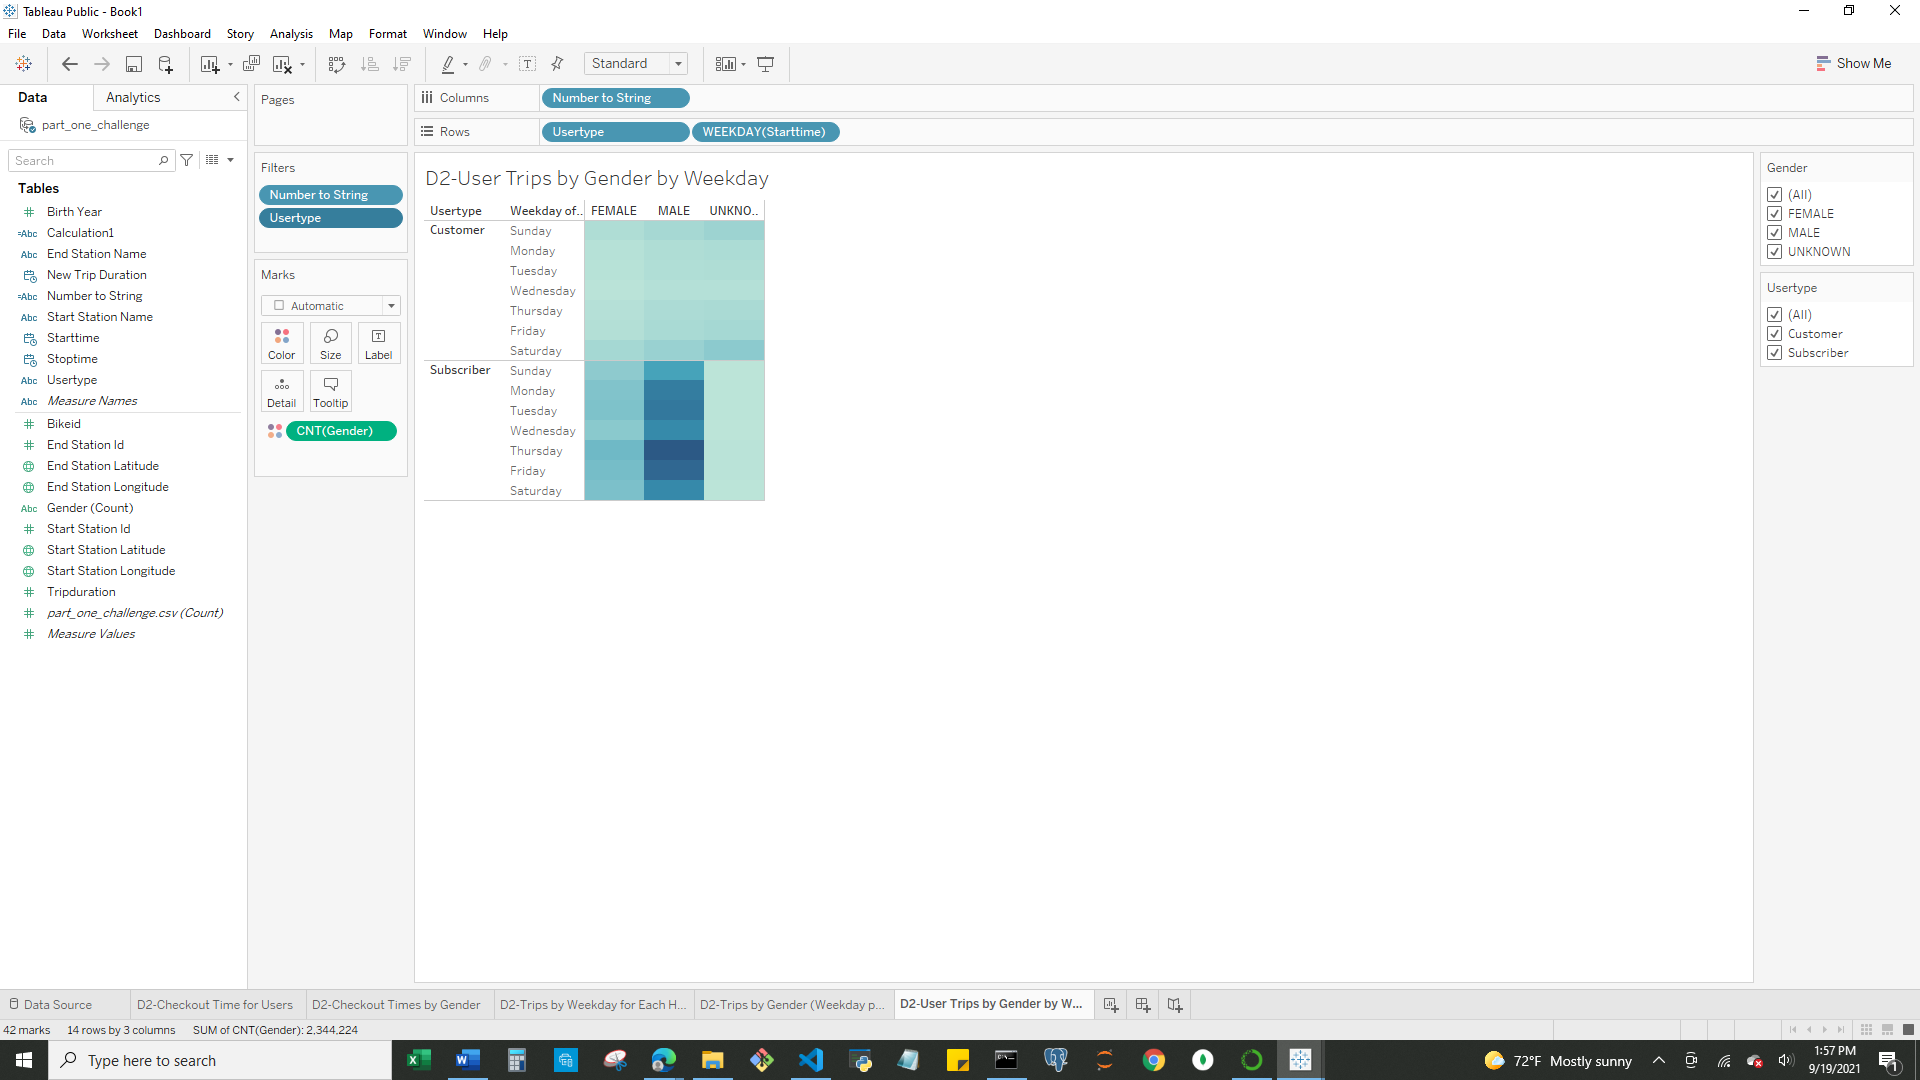 Tableau Public - Book1
File Data Worksheet Dashboard Story Analysis Map Format Window Help
Standard
Show Me
Data Analytics
part_one_challenge
Search
Tables
Birth Year
=Abc Calculation1
Abc End Station Name
New Trip Duration
=Abc Number to String
Abc Start Station Name
Starttime
Stoptime
Abc Usertype
Abc Measure Names
Bikeid
End Station Id
End Station Latitude
End Station Longitude
Abc Gender (Count)
Start Station Id
Start Station Latitude
Start Station Longitude
Tripduration
part_one_challenge.csv (Count)
Measure Values
Pages
Filters
Number to String
Usertype
Marks
Automatic
Color Size Label
Detail Tooltip
CNT(Gender)
Columns Number to String
Rows Usertype WEEKDAY(Starttime)
D2-User Trips by Gender by Weekday
Usertype Weekday of.. FEMALE MALE UNKNO..
Customer Sunday
Monday
Tuesday
Wednesday
Thursday
Friday
Saturday
Subscriber Sunday
Monday
Tuesday
Wednesday
Thursday
Friday
Saturday
Gender
(All)
FEMALE
MALE
UNKNOWN
Usertype
(All)
Customer
Subscriber
Data Source D2-Checkout Time for Users D2-Checkout Times by Gender D2-Trips by Weekday for Each H... D2-Trips by Gender (Weekday p... D2-User Trips by Gender by W...
42 marks 14 rows by 3 columns SUM of CNT(Gender): 2,344,224
Type here to search
72°F Mostly sunny
1:57 PM
9/19/2021
1